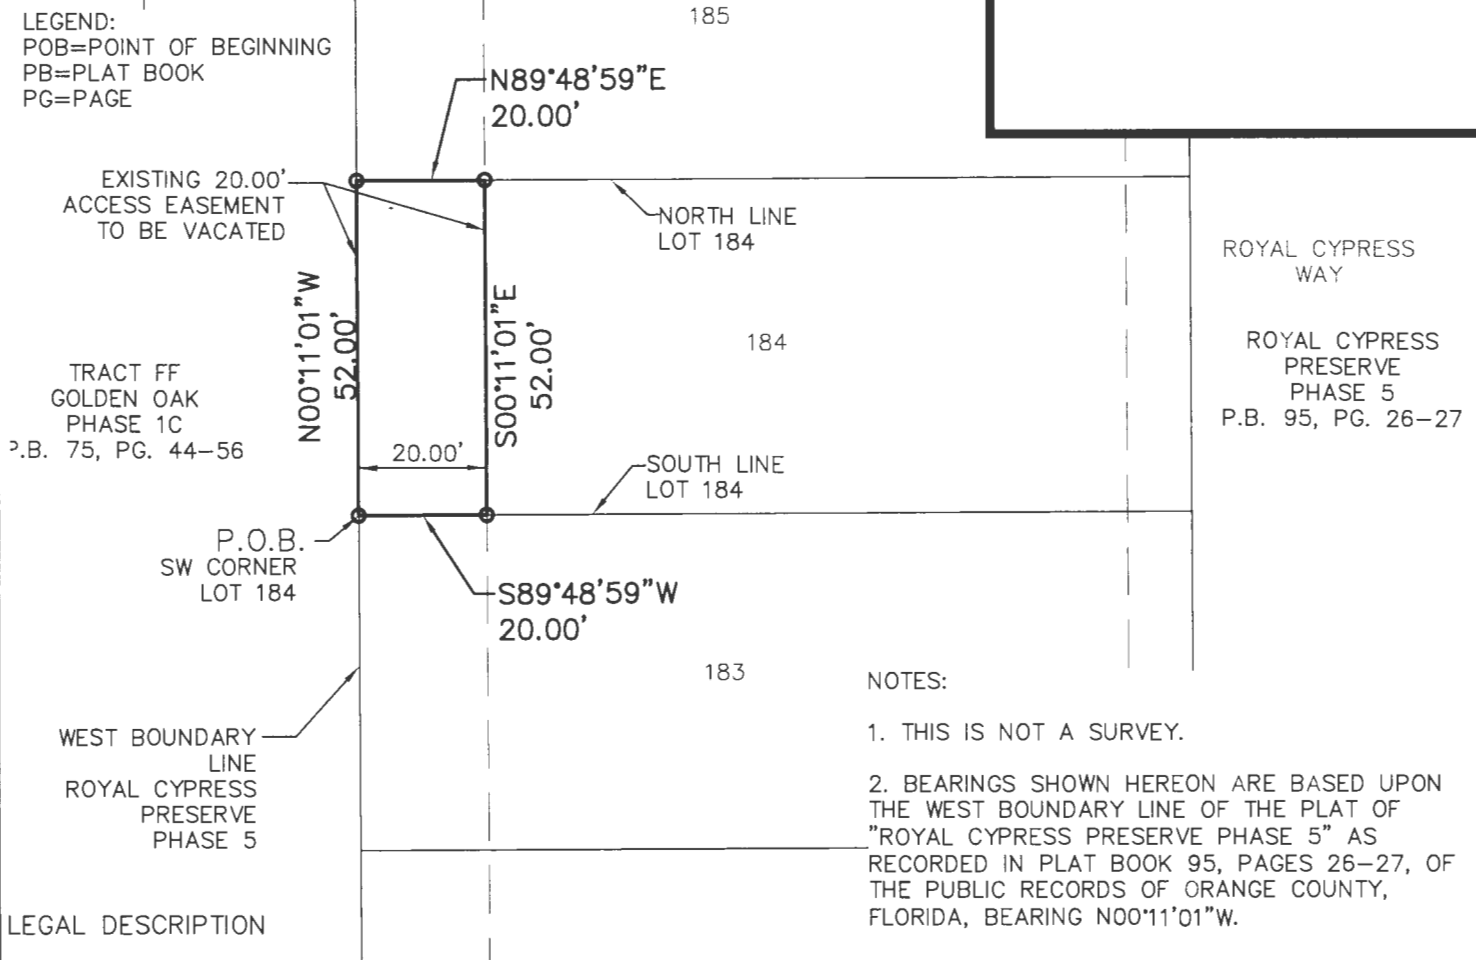 LEGEND:
POB=POINT OF BEGINNING
PB=PLAT BOOK
PG=PAGE
185
N89°48'59"E
20.00'
EXISTING 20.00'
ACCESS EASEMENT
TO BE VACATED
NORTH LINE
LOT 184
ROYAL CYPRESS
WAY
N00°11'01"W
52.00'
S00°11'01"E
52.00'
184
ROYAL CYPRESS
PRESERVE
PHASE 5
P.B. 95, PG. 26-27
TRACT FF
GOLDEN OAK
PHASE 1C
P.B. 75, PG. 44-56
20.00'
SOUTH LINE
LOT 184
P.O.B.
SW CORNER
LOT 184
S89°48'59"W
20.00'
183
WEST BOUNDARY
LINE
ROYAL CYPRESS
PRESERVE
PHASE 5
NOTES:
1. THIS IS NOT A SURVEY.
2. BEARINGS SHOWN HEREON ARE BASED UPON
THE WEST BOUNDARY LINE OF THE PLAT OF
"ROYAL CYPRESS PRESERVE PHASE 5" AS
RECORDED IN PLAT BOOK 95, PAGES 26-27, OF
THE PUBLIC RECORDS OF ORANGE COUNTY,
FLORIDA, BEARING N00°11'01"W.
LEGAL DESCRIPTION